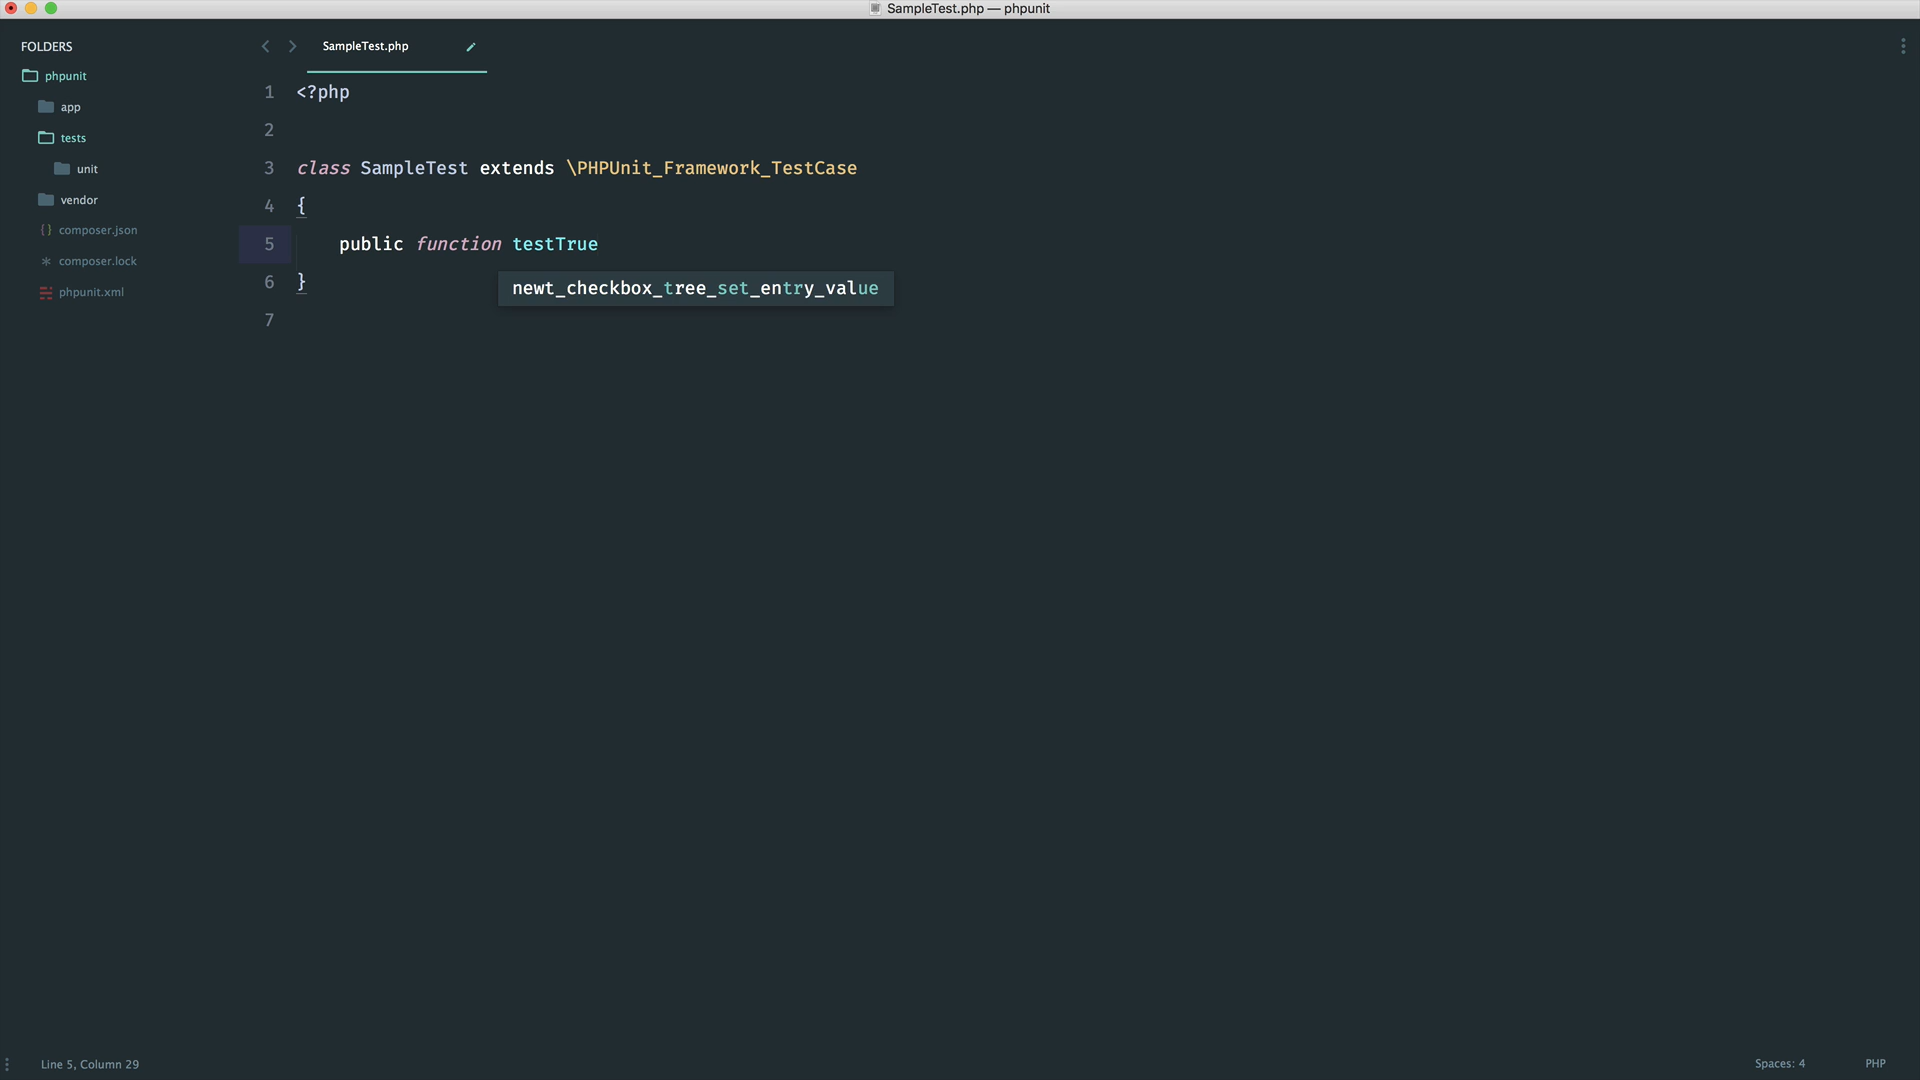 SampleTest.php — phpunit
FOLDERS
phpunit
app
tests
unit
vendor
{} composer.json
* composer.lock
phpunit.xml
SampleTest.php
1 <?php
2
3 class SampleTest extends \PHPUnit_Framework_TestCase
4 {
5 public function testTrue
6 }
newt_checkbox_tree_set_entry_value
7
Line 5, Column 29
Spaces: 4
PHP